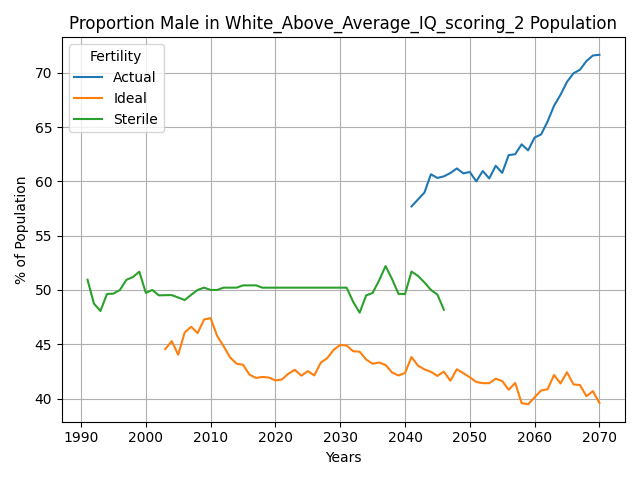 Proportion Male in White_Above_Average_IQ_scoring_2 Population
Fertility
Actual
Ideal
Sterile
% of Population
70
65
60
55
50
45
40
1990 2000 2010 2020 2030 2040 2050 2060 2070
Years